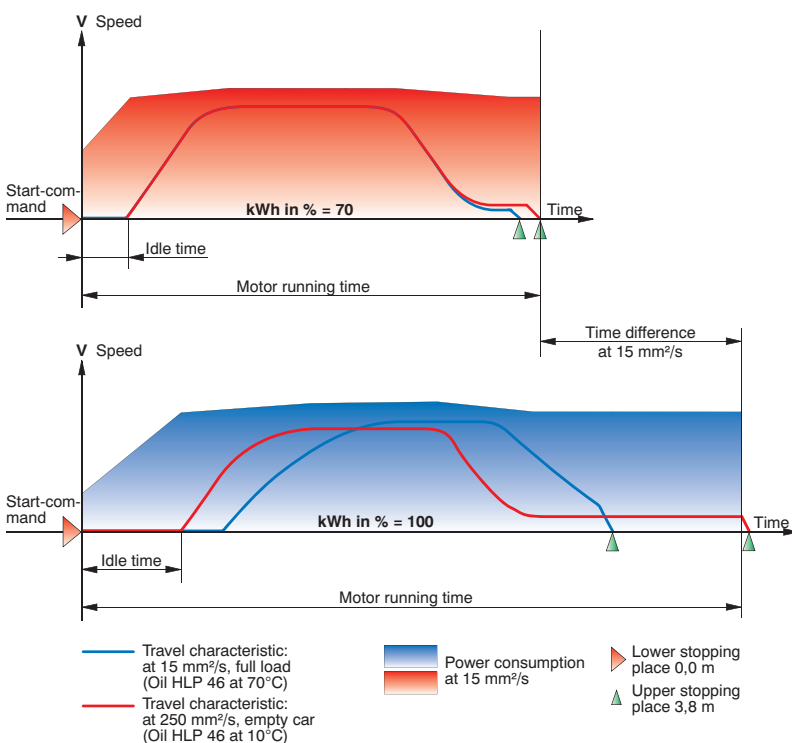 V Speed
Start-com-
mand
kWh in % = 70
Time
Idle time
Motor running time
Time difference
at 15 mm²/s
V Speed
Start-com-
mand
kWh in % = 100
Time
Idle time
Motor running time
Travel characteristic:
at 15 mm²/s, full load
(Oil HLP 46 at 70°C)
Travel characteristic:
at 250 mm²/s, empty car
(Oil HLP 46 at 10°C)
Power consumption
at 15 mm²/s
Lower stopping
place 0,0 m
Upper stopping
place 3,8 m